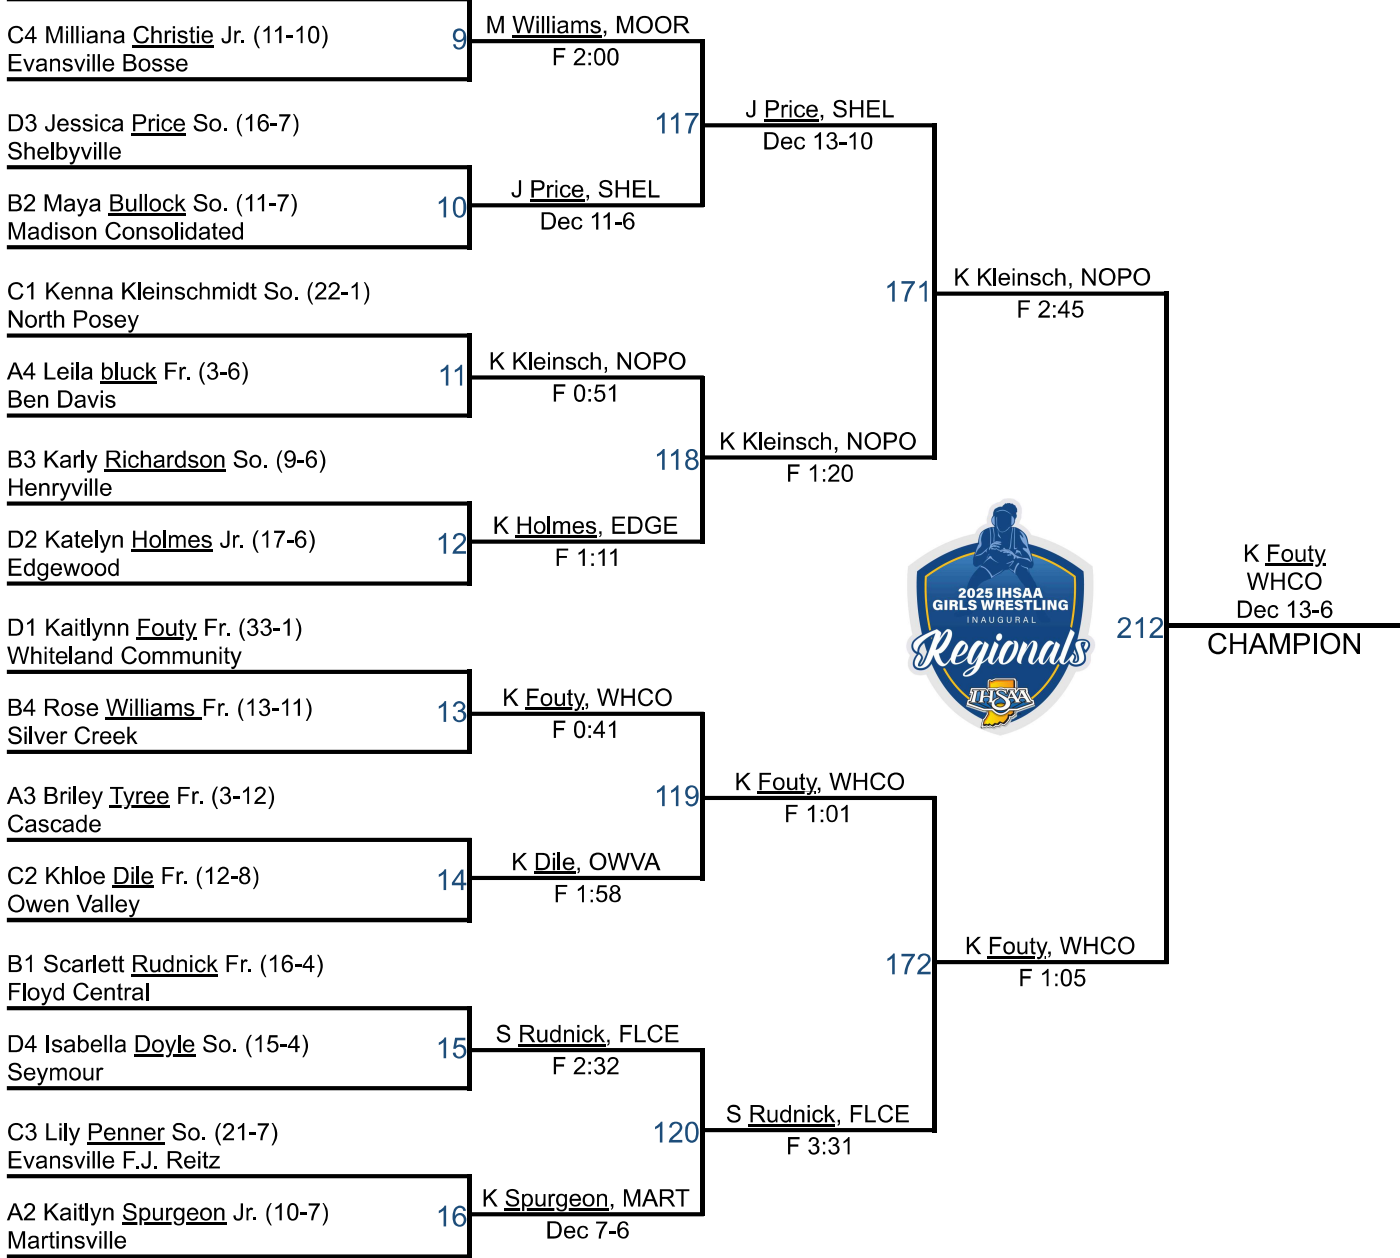 C4 Milliana Christie Jr. (11-10)
Evansville Bosse
9
M Williams, MOOR
F 2:00
D3 Jessica Price So. (16-7)
Shelbyville
117
J Price, SHEL
Dec 13-10
B2 Maya Bullock So. (11-7)
Madison Consolidated
10
J Price, SHEL
Dec 11-6
C1 Kenna Kleinschmidt So. (22-1)
North Posey
171
K Kleinsch, NOPO
F 2:45
A4 Leila bluck Fr. (3-6)
Ben Davis
11
K Kleinsch, NOPO
F 0:51
B3 Karly Richardson So. (9-6)
Henryville
118
K Kleinsch, NOPO
F 1:20
D2 Katelyn Holmes Jr. (17-6)
Edgewood
12
K Holmes, EDGE
F 1:11
2025 IHSAA
GIRLS WRESTLING
INAUGURAL
Regionals
IHSAA
212
K Fouty
WHCO
Dec 13-6
CHAMPION
D1 Kaitlynn Fouty Fr. (33-1)
Whiteland Community
B4 Rose Williams Fr. (13-11)
Silver Creek
13
K Fouty, WHCO
F 0:41
A3 Briley Tyree Fr. (3-12)
Cascade
119
K Fouty, WHCO
F 1:01
C2 Khloe Dile Fr. (12-8)
Owen Valley
14
K Dile, OWVA
F 1:58
B1 Scarlett Rudnick Fr. (16-4)
Floyd Central
172
K Fouty, WHCO
F 1:05
D4 Isabella Doyle So. (15-4)
Seymour
15
S Rudnick, FLCE
F 2:32
C3 Lily Penner So. (21-7)
Evansville F.J. Reitz
120
S Rudnick, FLCE
F 3:31
A2 Kaitlyn Spurgeon Jr. (10-7)
Martinsville
16
K Spurgeon, MART
Dec 7-6